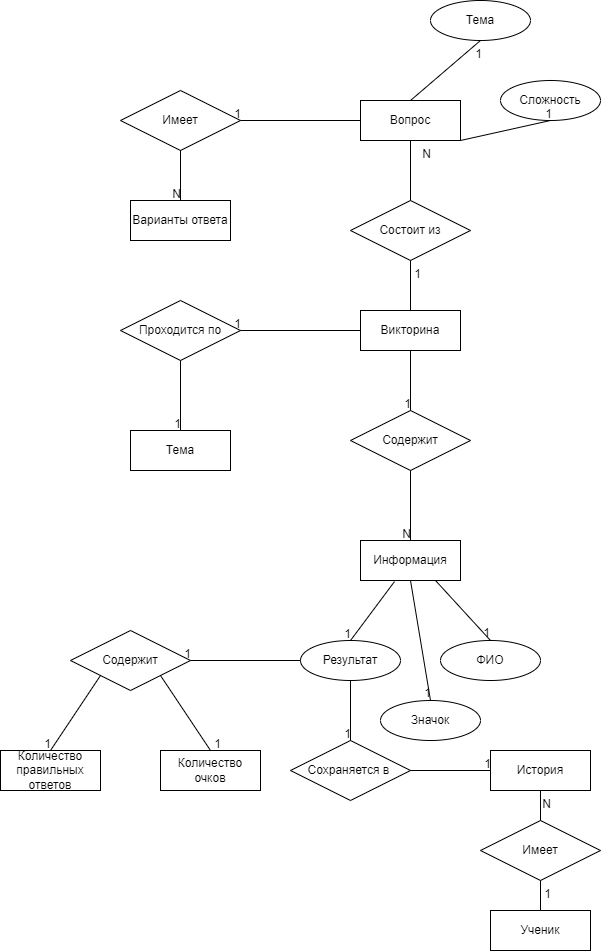 Тема
1
Сложность
1
Имеет
1
Вопрос
N
N
Варианты ответа
Состоит из
1
Проходится по
1
Викторина
1
1
Тема
Содержит
N
Информация
1
1
Содержит
1
Результат
ФИО
1
Значок
1
1
1
Количество
правильных
ответов
Количество
очков
Сохраняется в
1
История
N
Имеет
1
Ученик